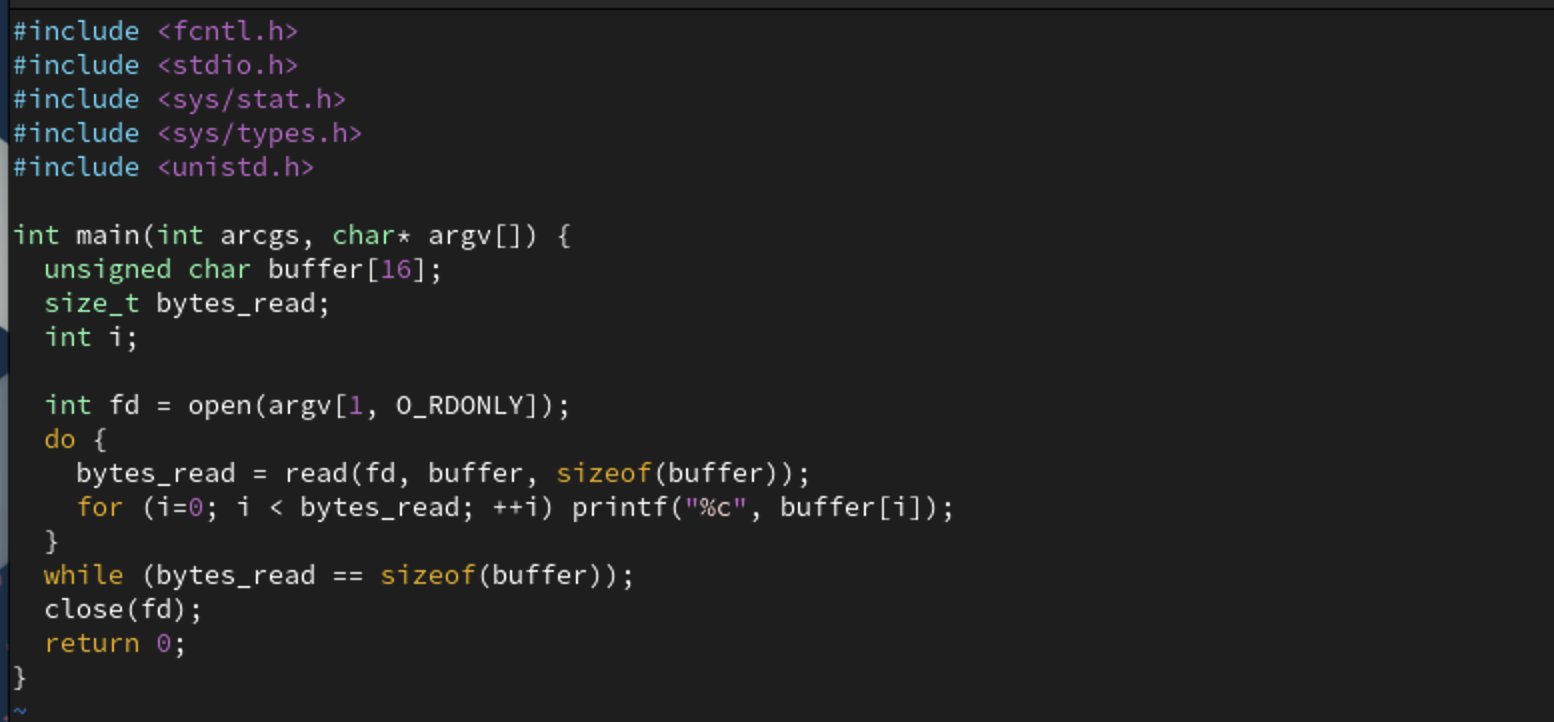 #include <fcntl.h>
#include <stdio.h>
#include <sys/stat.h>
#include <sys/types.h>
#include <unistd.h>

int main(int arcgs, char* argv[]) {
  unsigned char buffer[16];
  size_t bytes_read;
  int i;

  int fd = open(argv[1, O_RDONLY]);
  do {
    bytes_read = read(fd, buffer, sizeof(buffer));
    for (i=0; i < bytes_read; ++i) printf("%c", buffer[i]);
  }
  while (bytes_read == sizeof(buffer));
  close(fd);
  return 0;
}
~